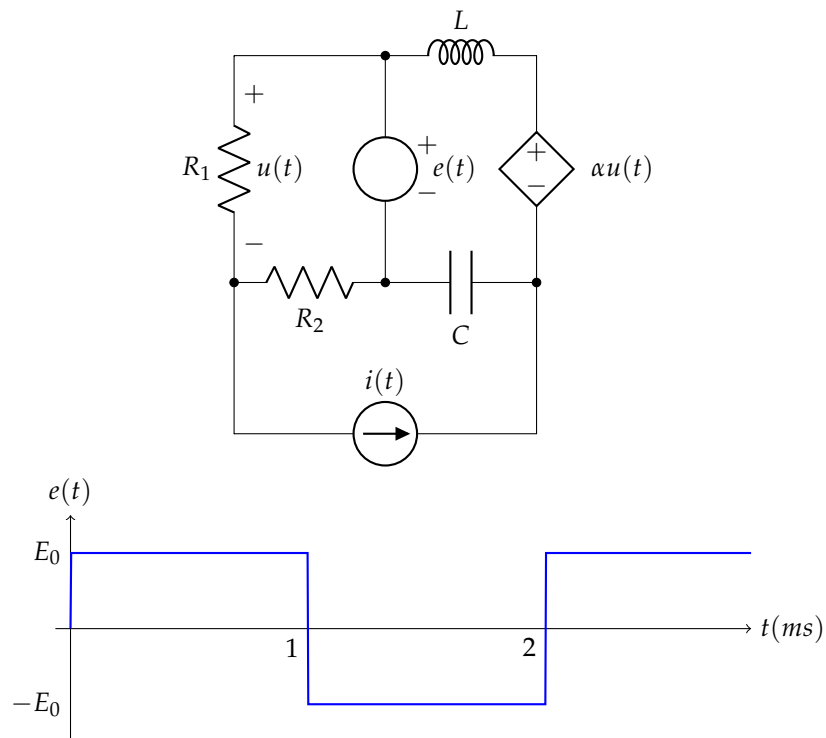 L
+
R₁ u(t)
+
−
e(t)
+
−
αu(t)
−
R₂
C
i(t)
e(t)
E₀
t(ms)
1
2
−E₀